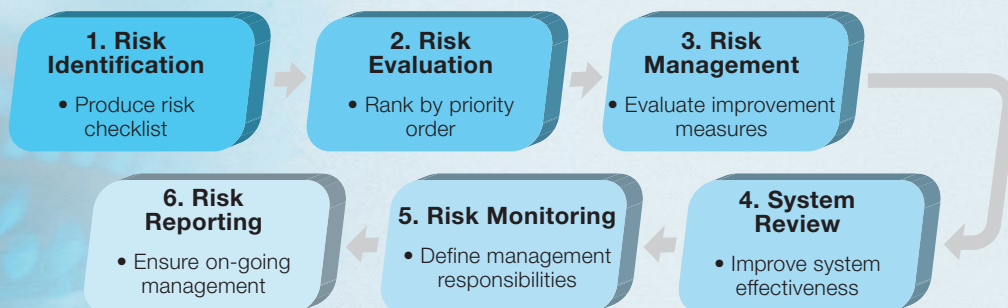 1. Risk
Identification
• Produce risk
checklist
2. Risk
Evaluation
• Rank by priority
order
3. Risk
Management
• Evaluate improvement
measures
4. System
Review
• Improve system
effectiveness
5. Risk Monitoring
• Define management
responsibilities
6. Risk
Reporting
• Ensure on-going
management